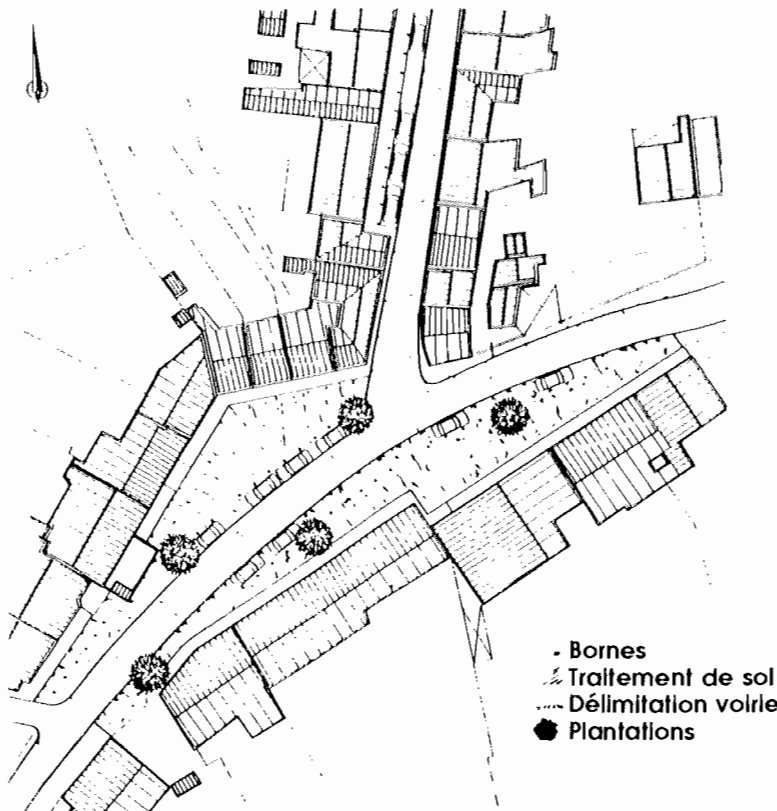 Bornes
Traitement de sol
Délimitation voirie
Plantations